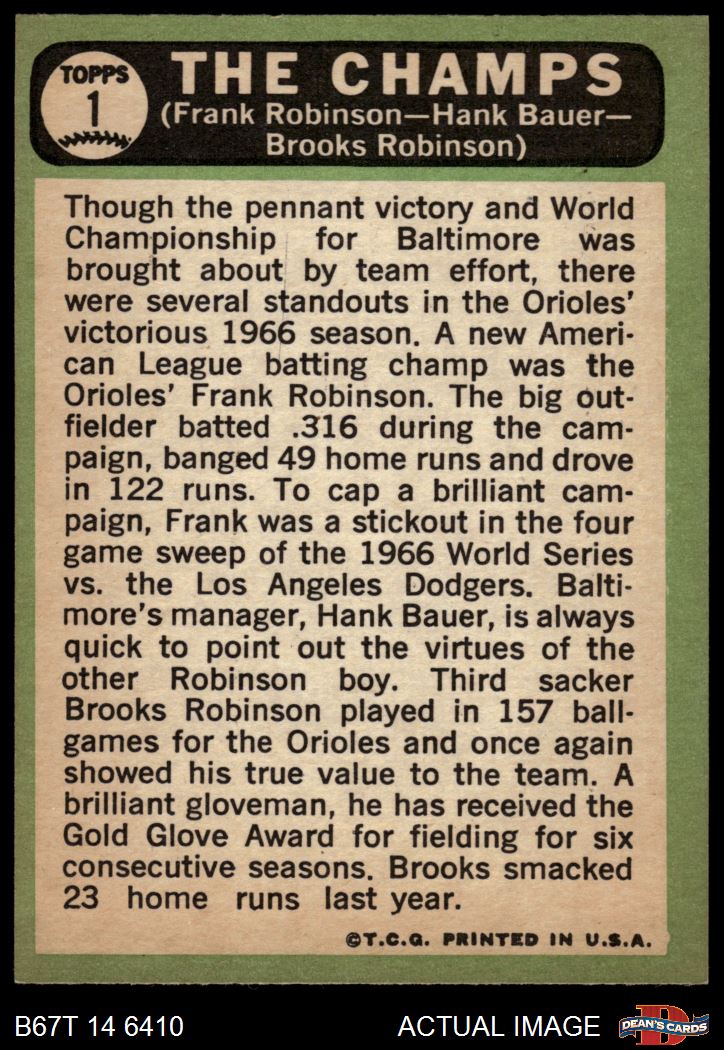 TOPPS
1
THE CHAMPS
(Frank Robinson—Hank Bauer—
Brooks Robinson)
Though the pennant victory and World
Championship for Baltimore was
brought about by team effort, there
were several standouts in the Orioles'
victorious 1966 season. A new Ameri-
can League batting champ was the
Orioles' Frank Robinson. The big out-
fielder batted .316 during the cam-
paign, banged 49 home runs and drove
in 122 runs. To cap a brilliant cam-
paign, Frank was a stickout in the four
game sweep of the 1966 World Series
vs. the Los Angeles Dodgers. Balti-
more's manager, Hank Bauer, is always
quick to point out the virtues of the
other Robinson boy. Third sacker
Brooks Robinson played in 157 ball-
games for the Orioles and once again
showed his true value to the team. A
brilliant gloveman, he has received the
Gold Glove Award for fielding for six
consecutive seasons. Brooks smacked
23 home runs last year.
©T.C.G. PRINTED IN U.S.A.
B67T 14 6410
ACTUAL IMAGE
D
DEAN'S CARDS